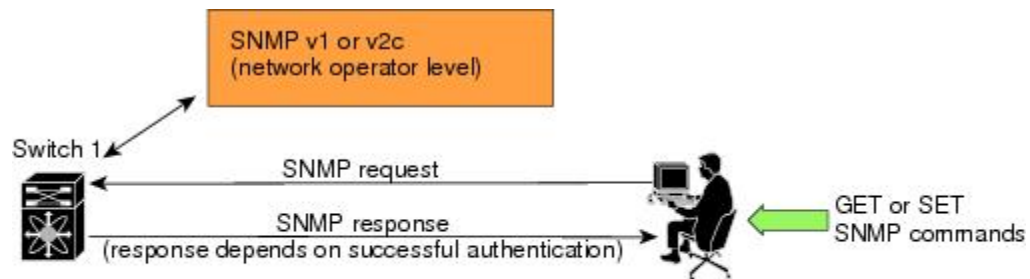 SNMP v1 or v2c
(network operator level)
Switch 1
SNMP request
SNMP response
(response depends on successful authentication)
GET or SET
SNMP commands